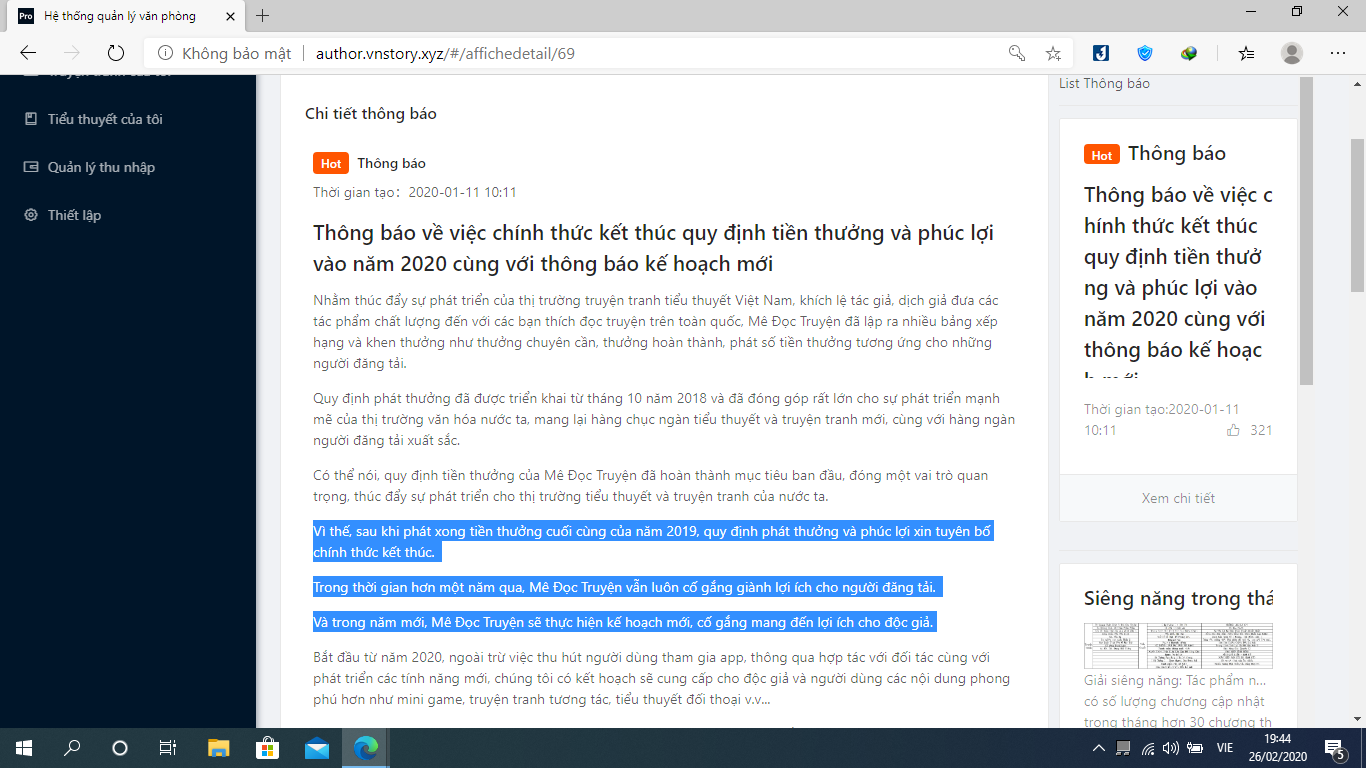 Pro Hệ thống quản lý văn phòng
Không bảo mật author.vnstory.xyz/#/affichedetail/69
Tiểu thuyết của tôi
Quản lý thu nhập
Thiết lập
Chi tiết thông báo
Hot Thông báo
Thời gian tạo: 2020-01-11 10:11
Thông báo về việc chính thức kết thúc quy định tiền thưởng và phúc lợi
vào năm 2020 cùng với thông báo kế hoạch mới
Nhằm thúc đẩy sự phát triển của thị trường truyện tranh tiểu thuyết Việt Nam, khích lệ tác giả, dịch giả đưa các
tác phẩm chất lượng đến với các bạn thích đọc truyện trên toàn quốc, Mê Đọc Truyện đã lập ra nhiều bảng xếp
hạng và khen thưởng như thưởng chuyên cần, thưởng hoàn thành, phát số tiền thưởng tương ứng cho những
người đăng tải.
Quy định phát thưởng đã được triển khai từ tháng 10 năm 2018 và đã đóng góp rất lớn cho sự phát triển mạnh
mẽ của thị trường văn hóa nước ta, mang lại hàng chục ngàn tiểu thuyết và truyện tranh mới, cùng với hàng ngàn
người đăng tải xuất sắc.
Có thể nói, quy định tiền thưởng của Mê Đọc Truyện đã hoàn thành mục tiêu ban đầu, đóng một vai trò quan
trọng, thúc đẩy sự phát triển cho thị trường tiểu thuyết và truyện tranh của nước ta.
Vì thế, sau khi phát xong tiền thưởng cuối cùng của năm 2019, quy định phát thưởng và phúc lợi xin tuyên bố
chính thức kết thúc.
Trong thời gian hơn một năm qua, Mê Đọc Truyện vẫn luôn cố gắng giành lợi ích cho người đăng tải.
Và trong năm mới, Mê Đọc Truyện sẽ thực hiện kế hoạch mới, cố gắng mang đến lợi ích cho độc giả.
Bắt đầu từ năm 2020, ngoài trừ việc thu hút người dùng tham gia app, thông qua hợp tác với đối tác cùng với
phát triển các tính năng mới, chúng tôi có kết hoạch sẽ cung cấp cho độc giả và người dùng các nội dung phong
phú hơn như mini game, truyện tranh tương tác, tiểu thuyết đối thoại v.v...
List Thông báo
Hot Thông báo
Thông báo về việc c
hính thức kết thúc
quy định tiền thưở
ng và phúc lợi vào
năm 2020 cùng với
thông báo kế hoạc
h mới
Thời gian tạo:2020-01-11
10:11 321
Xem chi tiết
Siêng năng trong thá
Giải siêng năng: Tác phẩm n...
có số lượng chương cập nhật
trong tháng hơn 30 chương th
VIE
19:44
26/02/2020
5